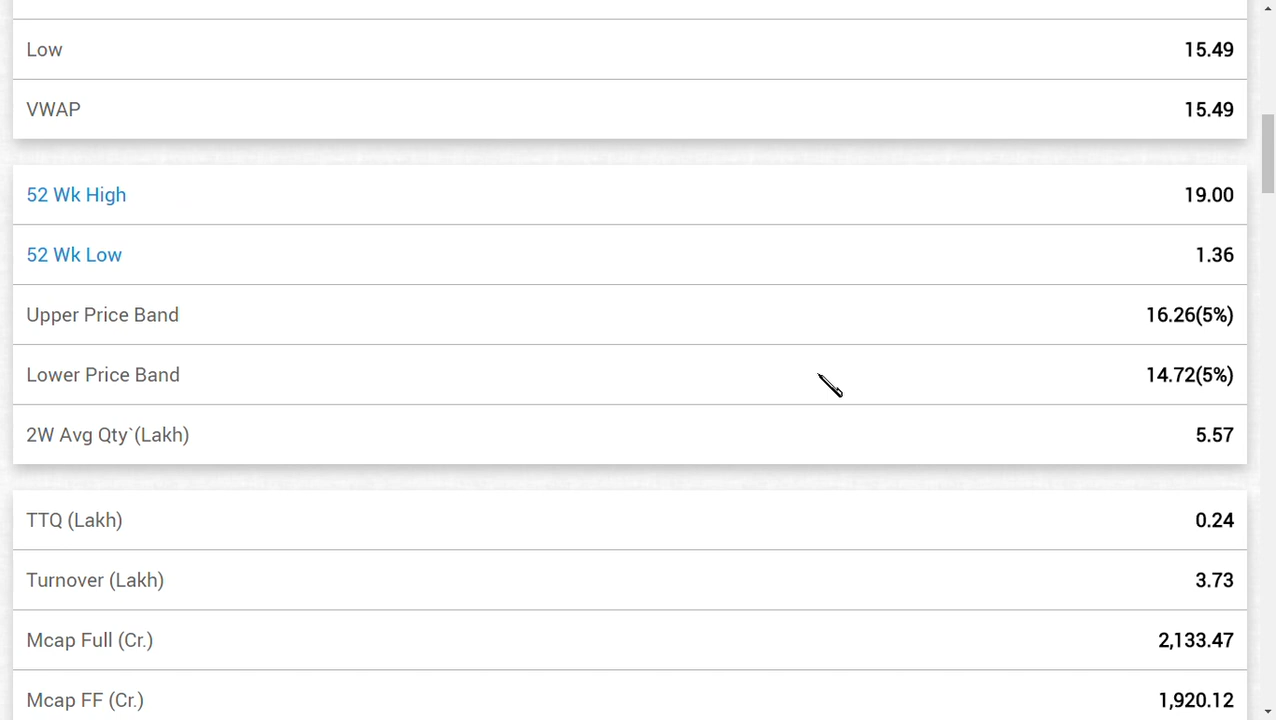 Low 15.49
VWAP 15.49
52 Wk High 19.00
52 Wk Low 1.36
Upper Price Band 16.26(5%)
Lower Price Band 14.72(5%)
2W Avg Qty`(Lakh) 5.57
TTQ (Lakh) 0.24
Turnover (Lakh) 3.73
Mcap Full (Cr.) 2,133.47
Mcap FF (Cr.) 1,920.12